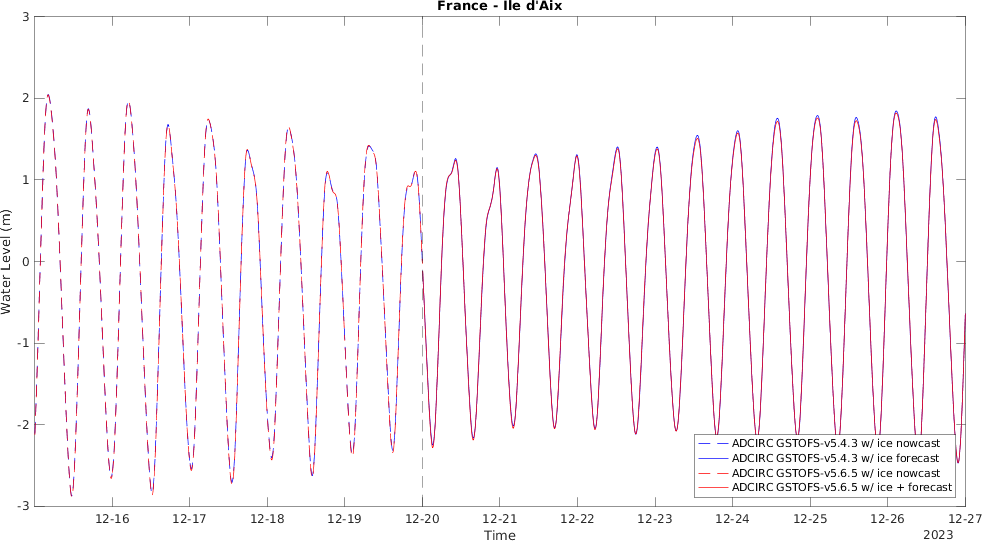 France - Ile d'Aix
Water Level (m)
3
2
1
0
-1
-2
-3
12-16
12-17
12-18
12-19
12-20
12-21
12-22
12-23
12-24
12-25
12-26
12-27
2023
Time
ADCIRC GSTOFS-v5.4.3 w/ ice nowcast
ADCIRC GSTOFS-v5.4.3 w/ ice forecast
ADCIRC GSTOFS-v5.6.5 w/ ice nowcast
ADCIRC GSTOFS-v5.6.5 w/ ice + forecast